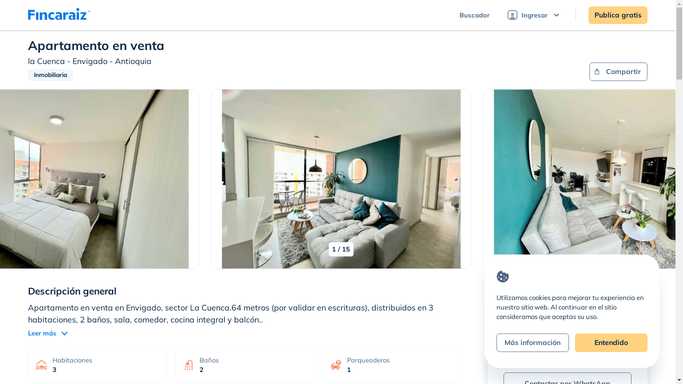 Fincaraiz
Buscador
Ingresar
Publica gratis
Apartamento en venta
la Cuenca - Envigado - Antioquia
Inmobiliaria
Compartir
1 / 15
Descripción general
Apartamento en venta en Envigado, sector La Cuenca.64 metros (por validar en escrituras), distribuidos en 3
habitaciones, 2 baños, sala, comedor, cocina integral y balcón..
Leer más
Habitaciones
3
Baños
2
Parqueaderos
1
Utilizamos cookies para mejorar tu experiencia en
nuestro sitio web. Al continuar en el sitio
consideramos que aceptas su uso.
Más información
Entendido
Contactar por WhatsApp